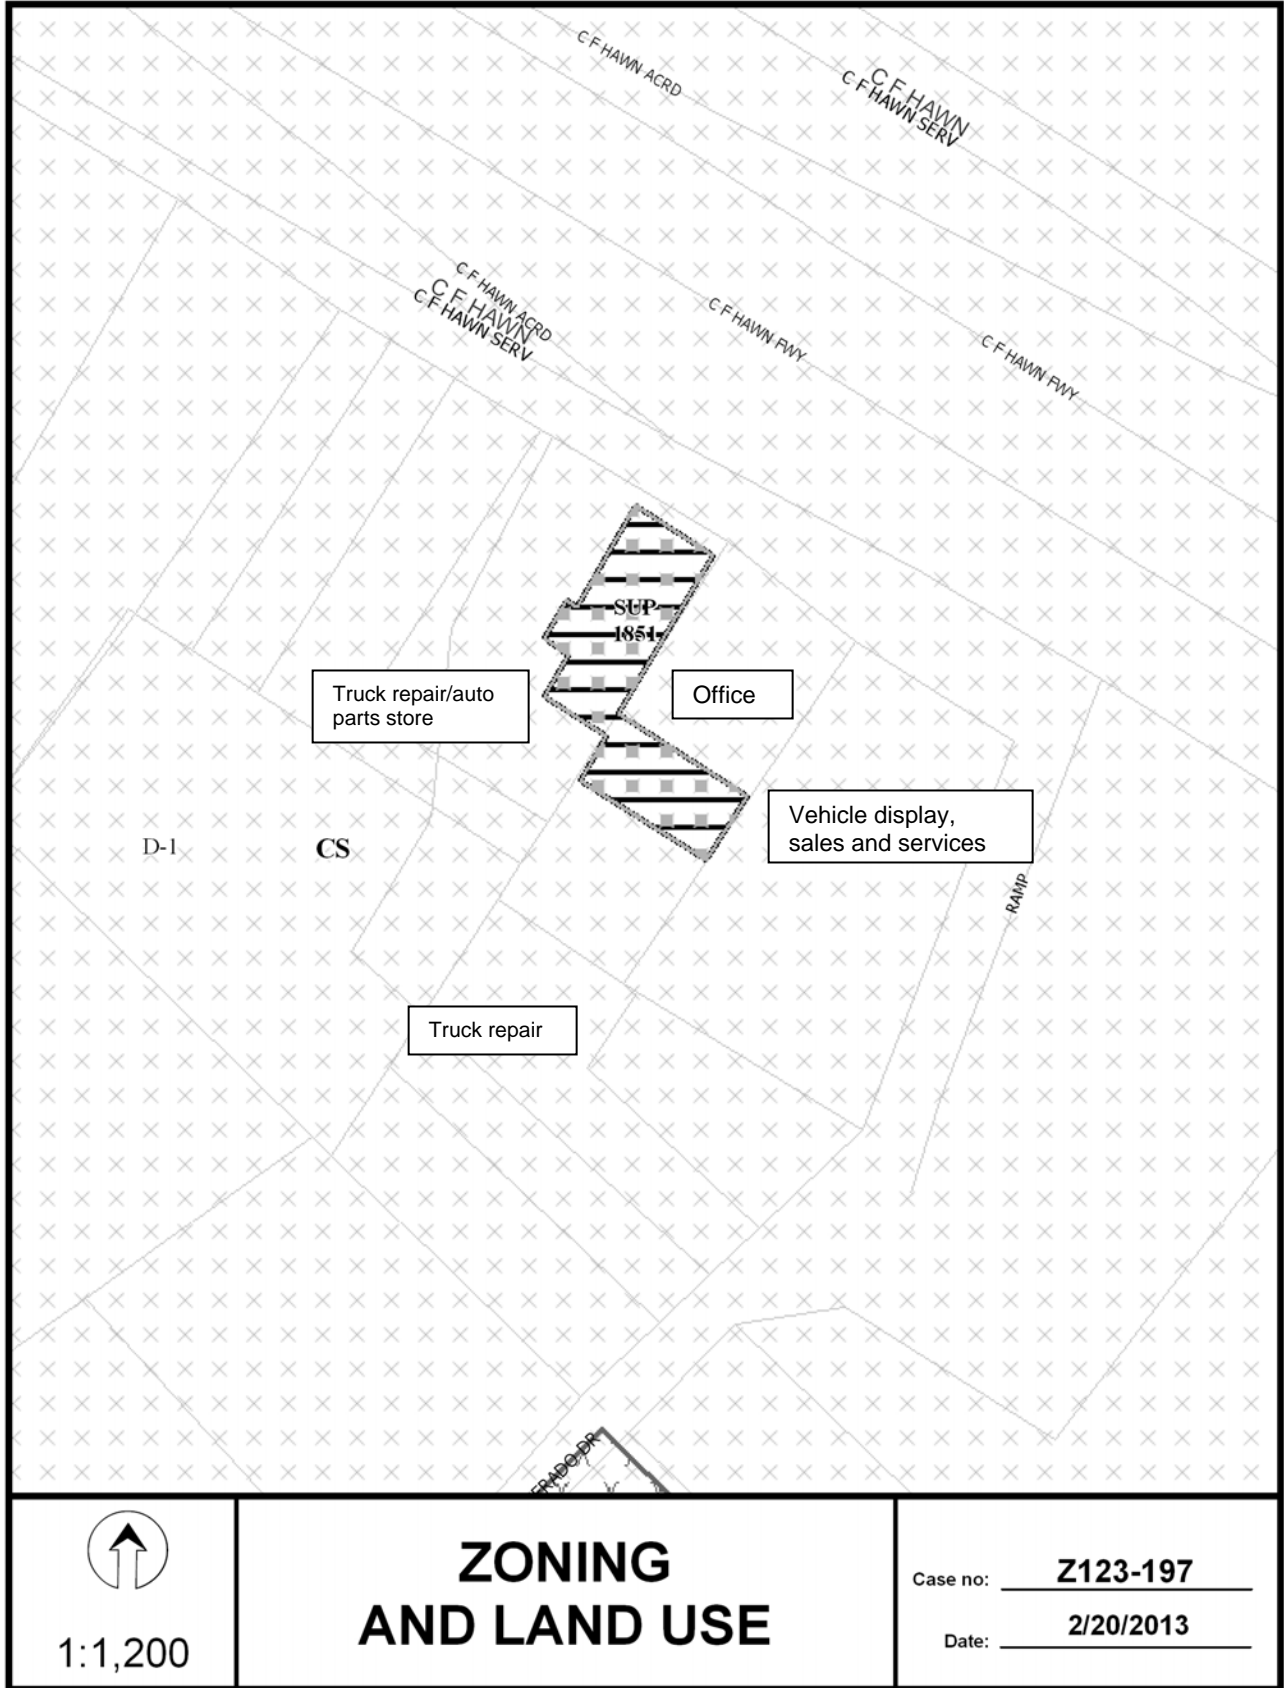 C F HAWN ACRD
C F HAWN
C F HAWN SERV
C F HAWN ACRD
C F HAWN
C F HAWN SERV
C F HAWN FWY
C F HAWN FWY
SUP
1851
Truck repair/auto
parts store
Office
Vehicle display,
sales and services
D-1
CS
RAMP
Truck repair
ERADO DR
1:1,200
ZONING
AND LAND USE
Case no: Z123-197
Date: 2/20/2013